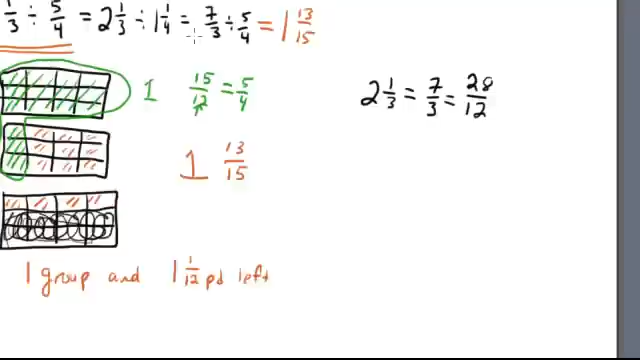 1/3 ÷ 5/4 = 2 1/3 ÷ 1 1/4 = 7/3 ÷ 5/4 = 1 13/15
1 15/12 = 5/4
2 1/3 = 7/3 = 28/12
1 13/15
1 group and 1 1/12 pd left